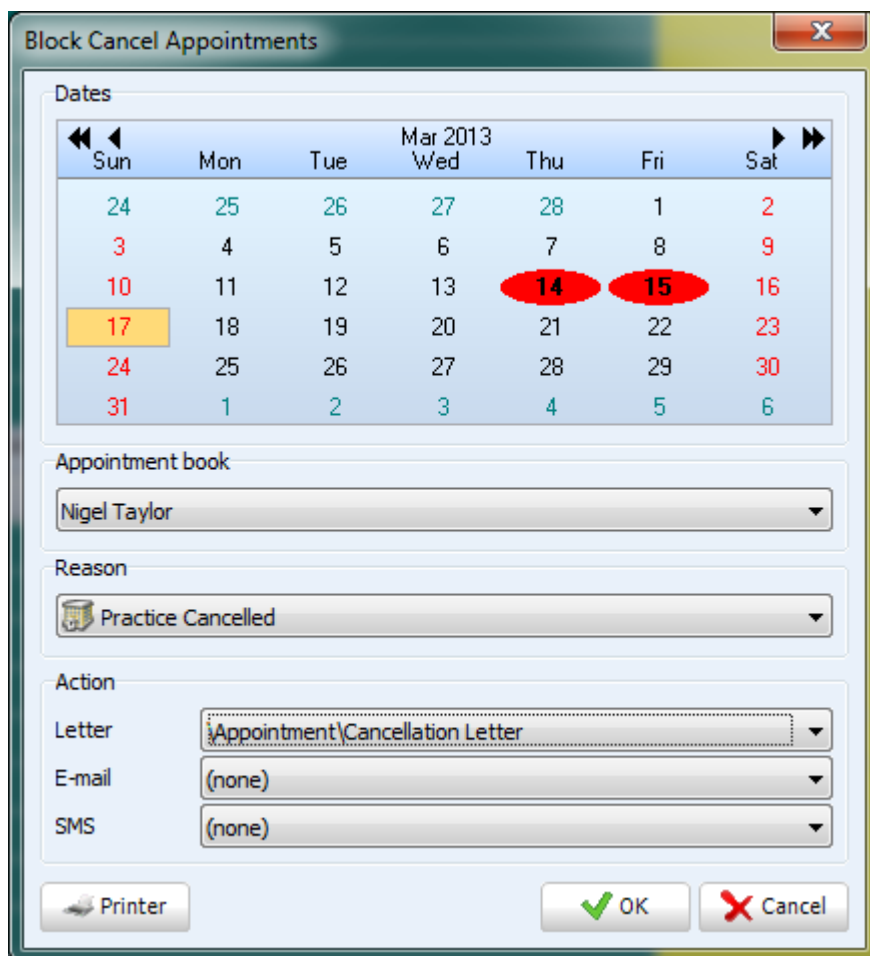 Block Cancel Appointments
Dates
Mar 2013
Sun Mon Tue Wed Thu Fri Sat
24 25 26 27 28 1 2
3 4 5 6 7 8 9
10 11 12 13 14 15 16
17 18 19 20 21 22 23
24 25 26 27 28 29 30
31 1 2 3 4 5 6
Appointment book
Nigel Taylor
Reason
Practice Cancelled
Action
Letter \Appointment\Cancellation Letter
E-mail (none)
SMS (none)
Printer OK Cancel